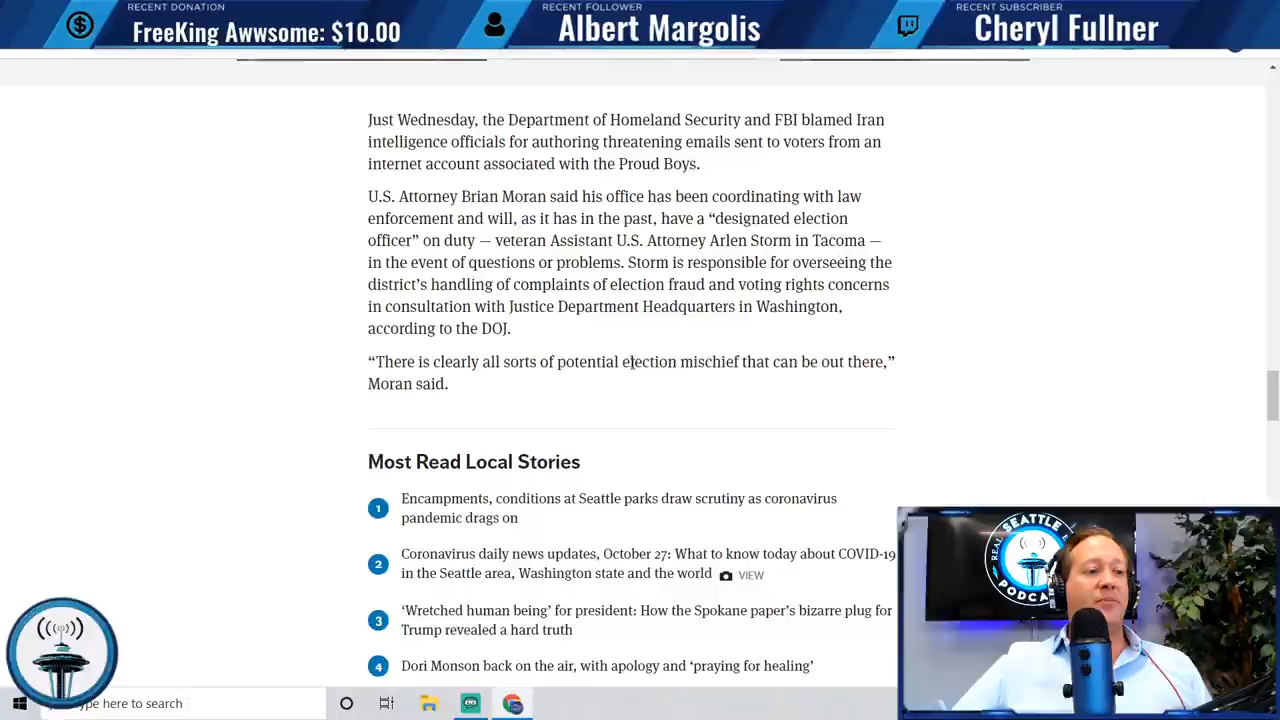 RECENT DONATION
FreeKing Awwsome: $10.00
RECENT FOLLOWER
Albert Margolis
RECENT SUBSCRIBER
Cheryl Fullner
Just Wednesday, the Department of Homeland Security and FBI blamed Iran
intelligence officials for authoring threatening emails sent to voters from an
internet account associated with the Proud Boys.
U.S. Attorney Brian Moran said his office has been coordinating with law
enforcement and will, as it has in the past, have a “designated election
officer” on duty — veteran Assistant U.S. Attorney Arlen Storm in Tacoma —
in the event of questions or problems. Storm is responsible for overseeing the
district’s handling of complaints of election fraud and voting rights concerns
in consultation with Justice Department Headquarters in Washington,
according to the DOJ.
“There is clearly all sorts of potential election mischief that can be out there,”
Moran said.
Most Read Local Stories
1 Encampments, conditions at Seattle parks draw scrutiny as coronavirus
pandemic drags on
2 Coronavirus daily news updates, October 27: What to know today about COVID-19
in the Seattle area, Washington state and the world VIEW
3 ‘Wretched human being’ for president: How the Spokane paper’s bizarre plug for
Trump revealed a hard truth
4 Dori Monson back on the air, with apology and ‘praying for healing’
REAL
SEATTLE
PODCA
ype here to search